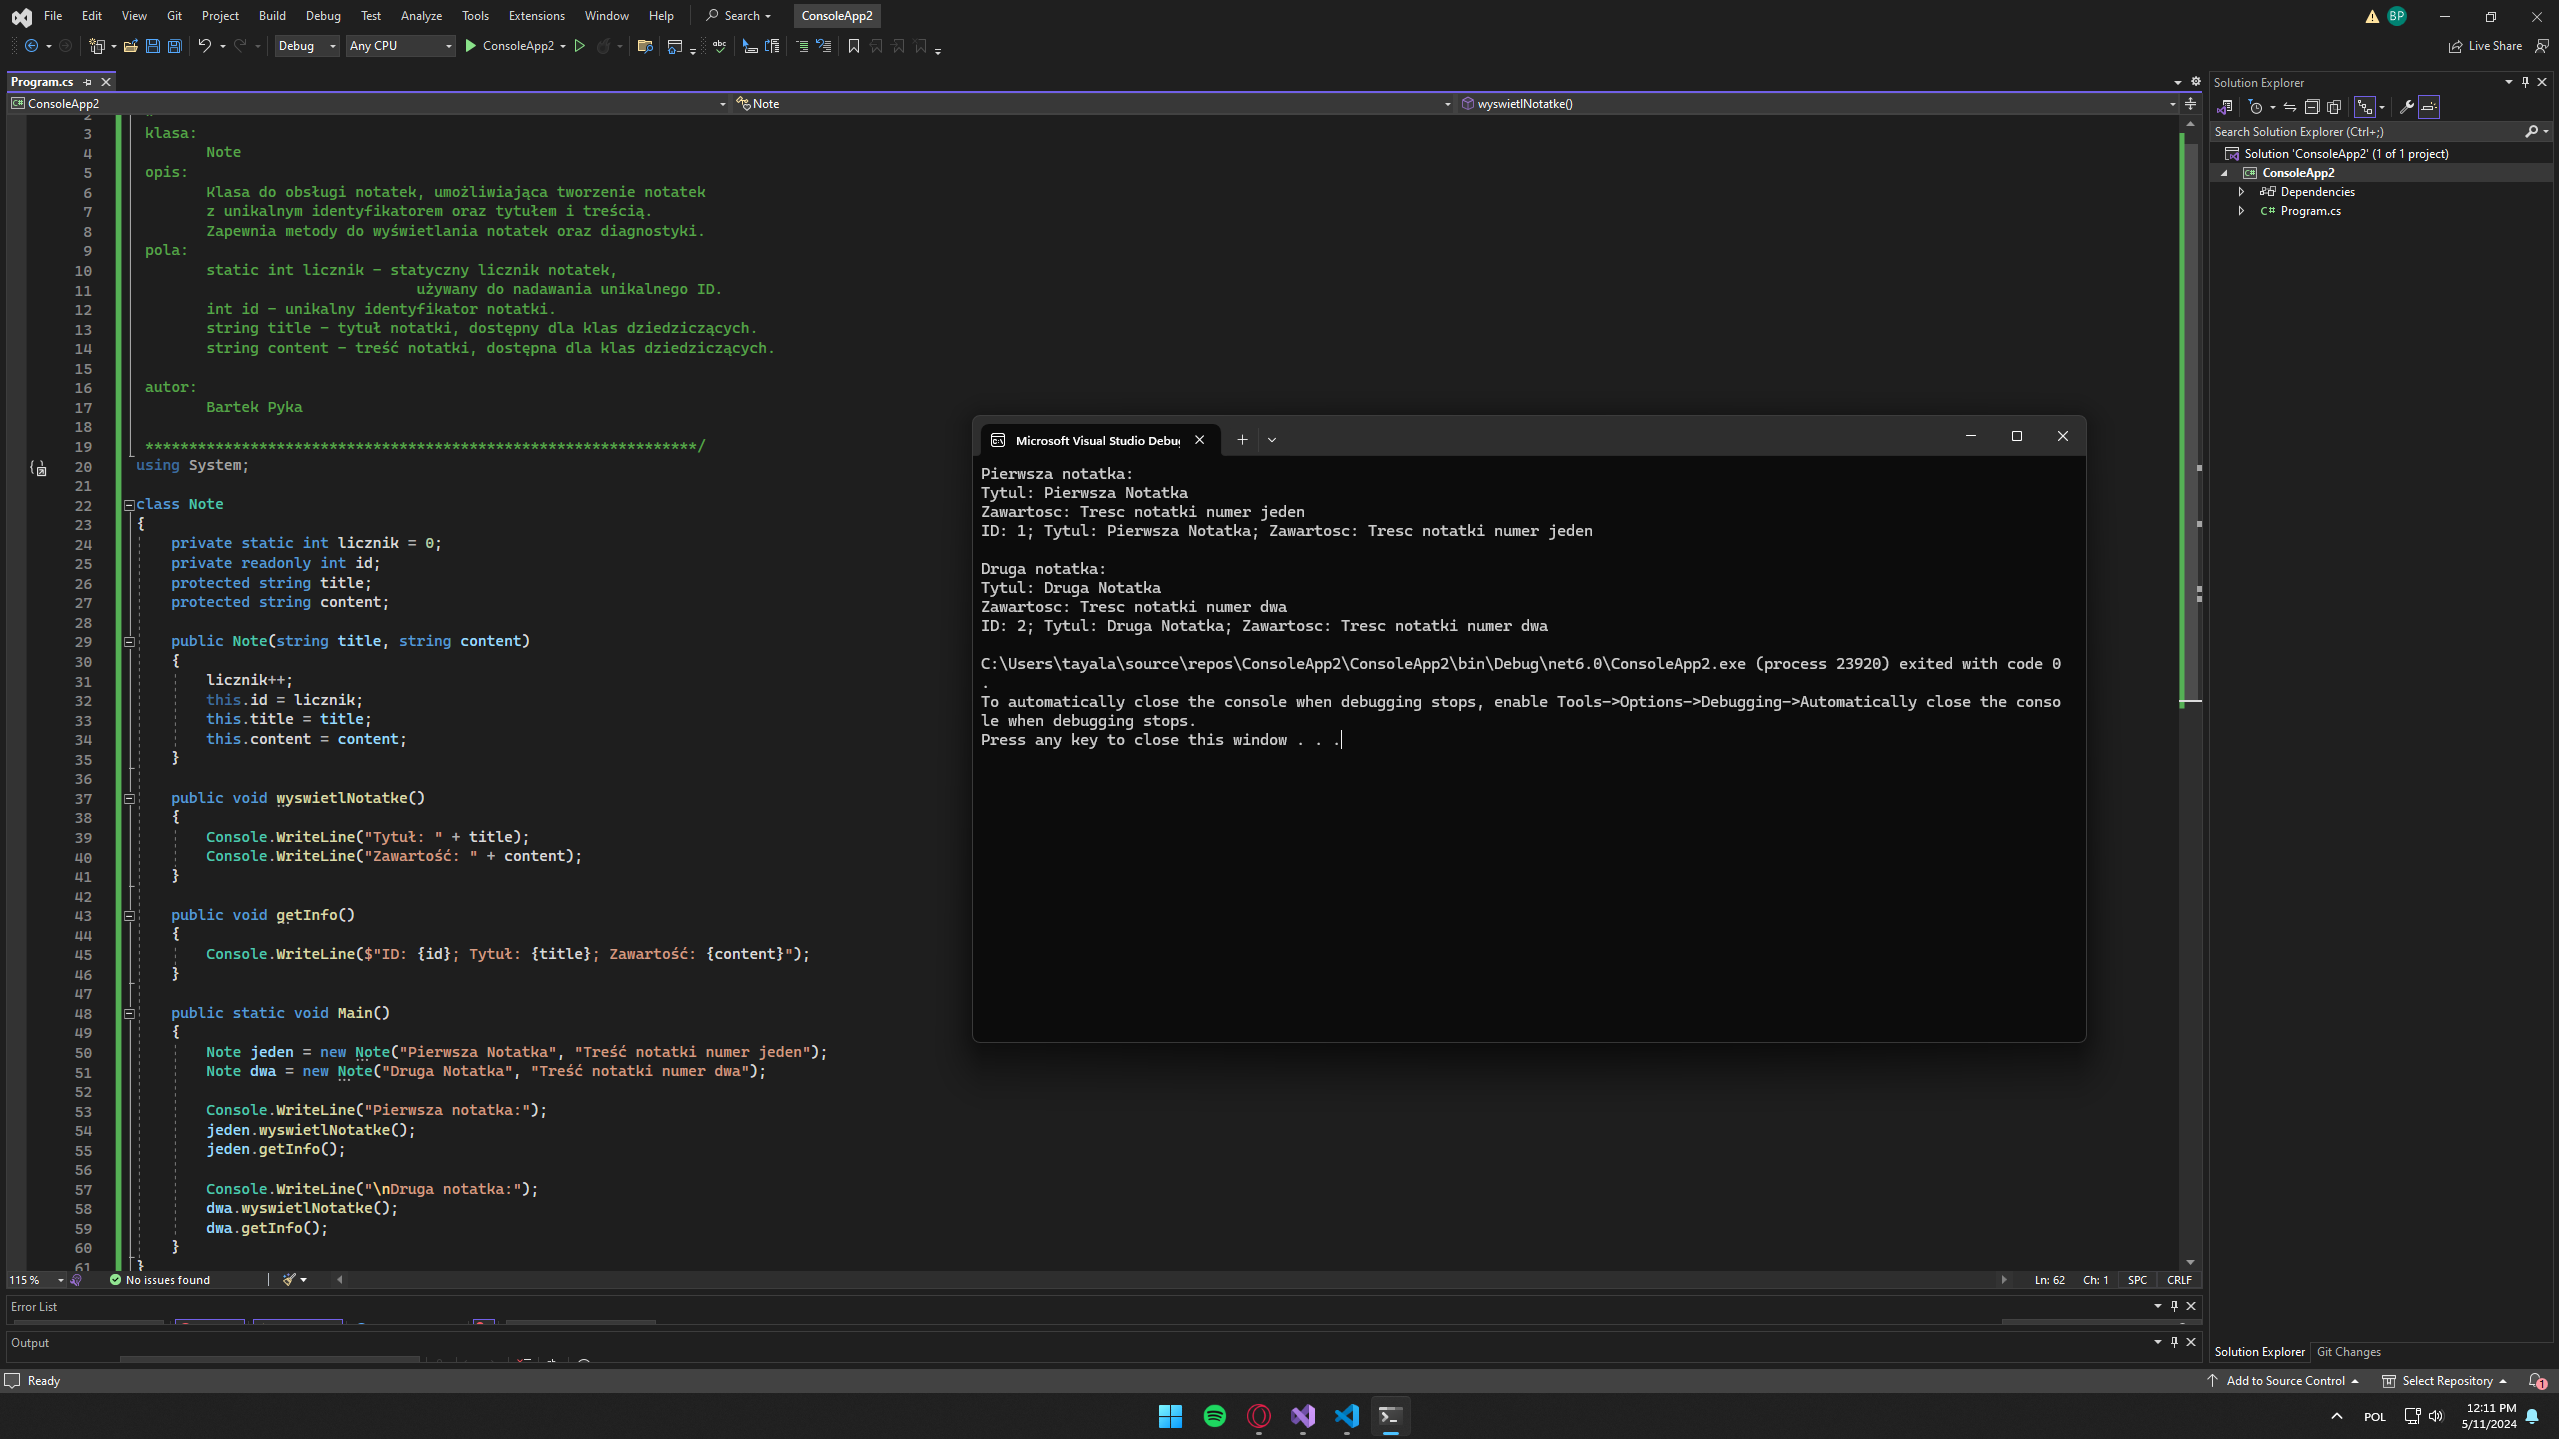 File Edit View Git Project Build Debug Test Analyze Tools Extensions Window Help Search ConsoleApp2 BP
Debug Any CPU ConsoleApp2 Live Share
Program.cs
ConsoleApp2 Note wyswietlNotatke()
2
3 klasa:
4 Note
5 opis:
6 Klasa do obsługi notatek, umożliwiająca tworzenie notatek
7 z unikalnym identyfikatorem oraz tytułem i treścią.
8 Zapewnia metody do wyświetlania notatek oraz diagnostyki.
9 pola:
10 static int licznik - statyczny licznik notatek,
11 używany do nadawania unikalnego ID.
12 int id - unikalny identyfikator notatki.
13 string title - tytuł notatki, dostępny dla klas dziedziczących.
14 string content - treść notatki, dostępna dla klas dziedziczących.
15
16 autor:
17 Bartek Pyka
18
19 ***************************************************************/
20 using System;
21
22 class Note
23 {
24 private static int licznik = 0;
25 private readonly int id;
26 protected string title;
27 protected string content;
28
29 public Note(string title, string content)
30 {
31 licznik++;
32 this.id = licznik;
33 this.title = title;
34 this.content = content;
35 }
36
37 public void wyswietlNotatke()
38 {
39 Console.WriteLine("Tytuł: " + title);
40 Console.WriteLine("Zawartość: " + content);
41 }
42
43 public void getInfo()
44 {
45 Console.WriteLine($"ID: {id}; Tytuł: {title}; Zawartość: {content}");
46 }
47
48 public static void Main()
49 {
50 Note jeden = new Note("Pierwsza Notatka", "Treść notatki numer jeden");
51 Note dwa = new Note("Druga Notatka", "Treść notatki numer dwa");
52
53 Console.WriteLine("Pierwsza notatka:");
54 jeden.wyswietlNotatke();
55 jeden.getInfo();
56
57 Console.WriteLine("\nDruga notatka:");
58 dwa.wyswietlNotatke();
59 dwa.getInfo();
60 }
61 }
115 % No issues found Ln: 62 Ch: 1 SPC CRLF
Error List
Output
Ready
Microsoft Visual Studio Debug
Pierwsza notatka:
Tytul: Pierwsza Notatka
Zawartosc: Tresc notatki numer jeden
ID: 1; Tytul: Pierwsza Notatka; Zawartosc: Tresc notatki numer jeden
Druga notatka:
Tytul: Druga Notatka
Zawartosc: Tresc notatki numer dwa
ID: 2; Tytul: Druga Notatka; Zawartosc: Tresc notatki numer dwa
C:\Users\tayala\source\repos\ConsoleApp2\ConsoleApp2\bin\Debug\net6.0\ConsoleApp2.exe (process 23920) exited with code 0
.
To automatically close the console when debugging stops, enable Tools->Options->Debugging->Automatically close the conso
le when debugging stops.
Press any key to close this window . . .
Solution Explorer
Search Solution Explorer (Ctrl+;)
Solution 'ConsoleApp2' (1 of 1 project)
C# ConsoleApp2
Dependencies
C# Program.cs
Solution Explorer Git Changes
Add to Source Control Select Repository 1
POL
12:11 PM
5/11/2024